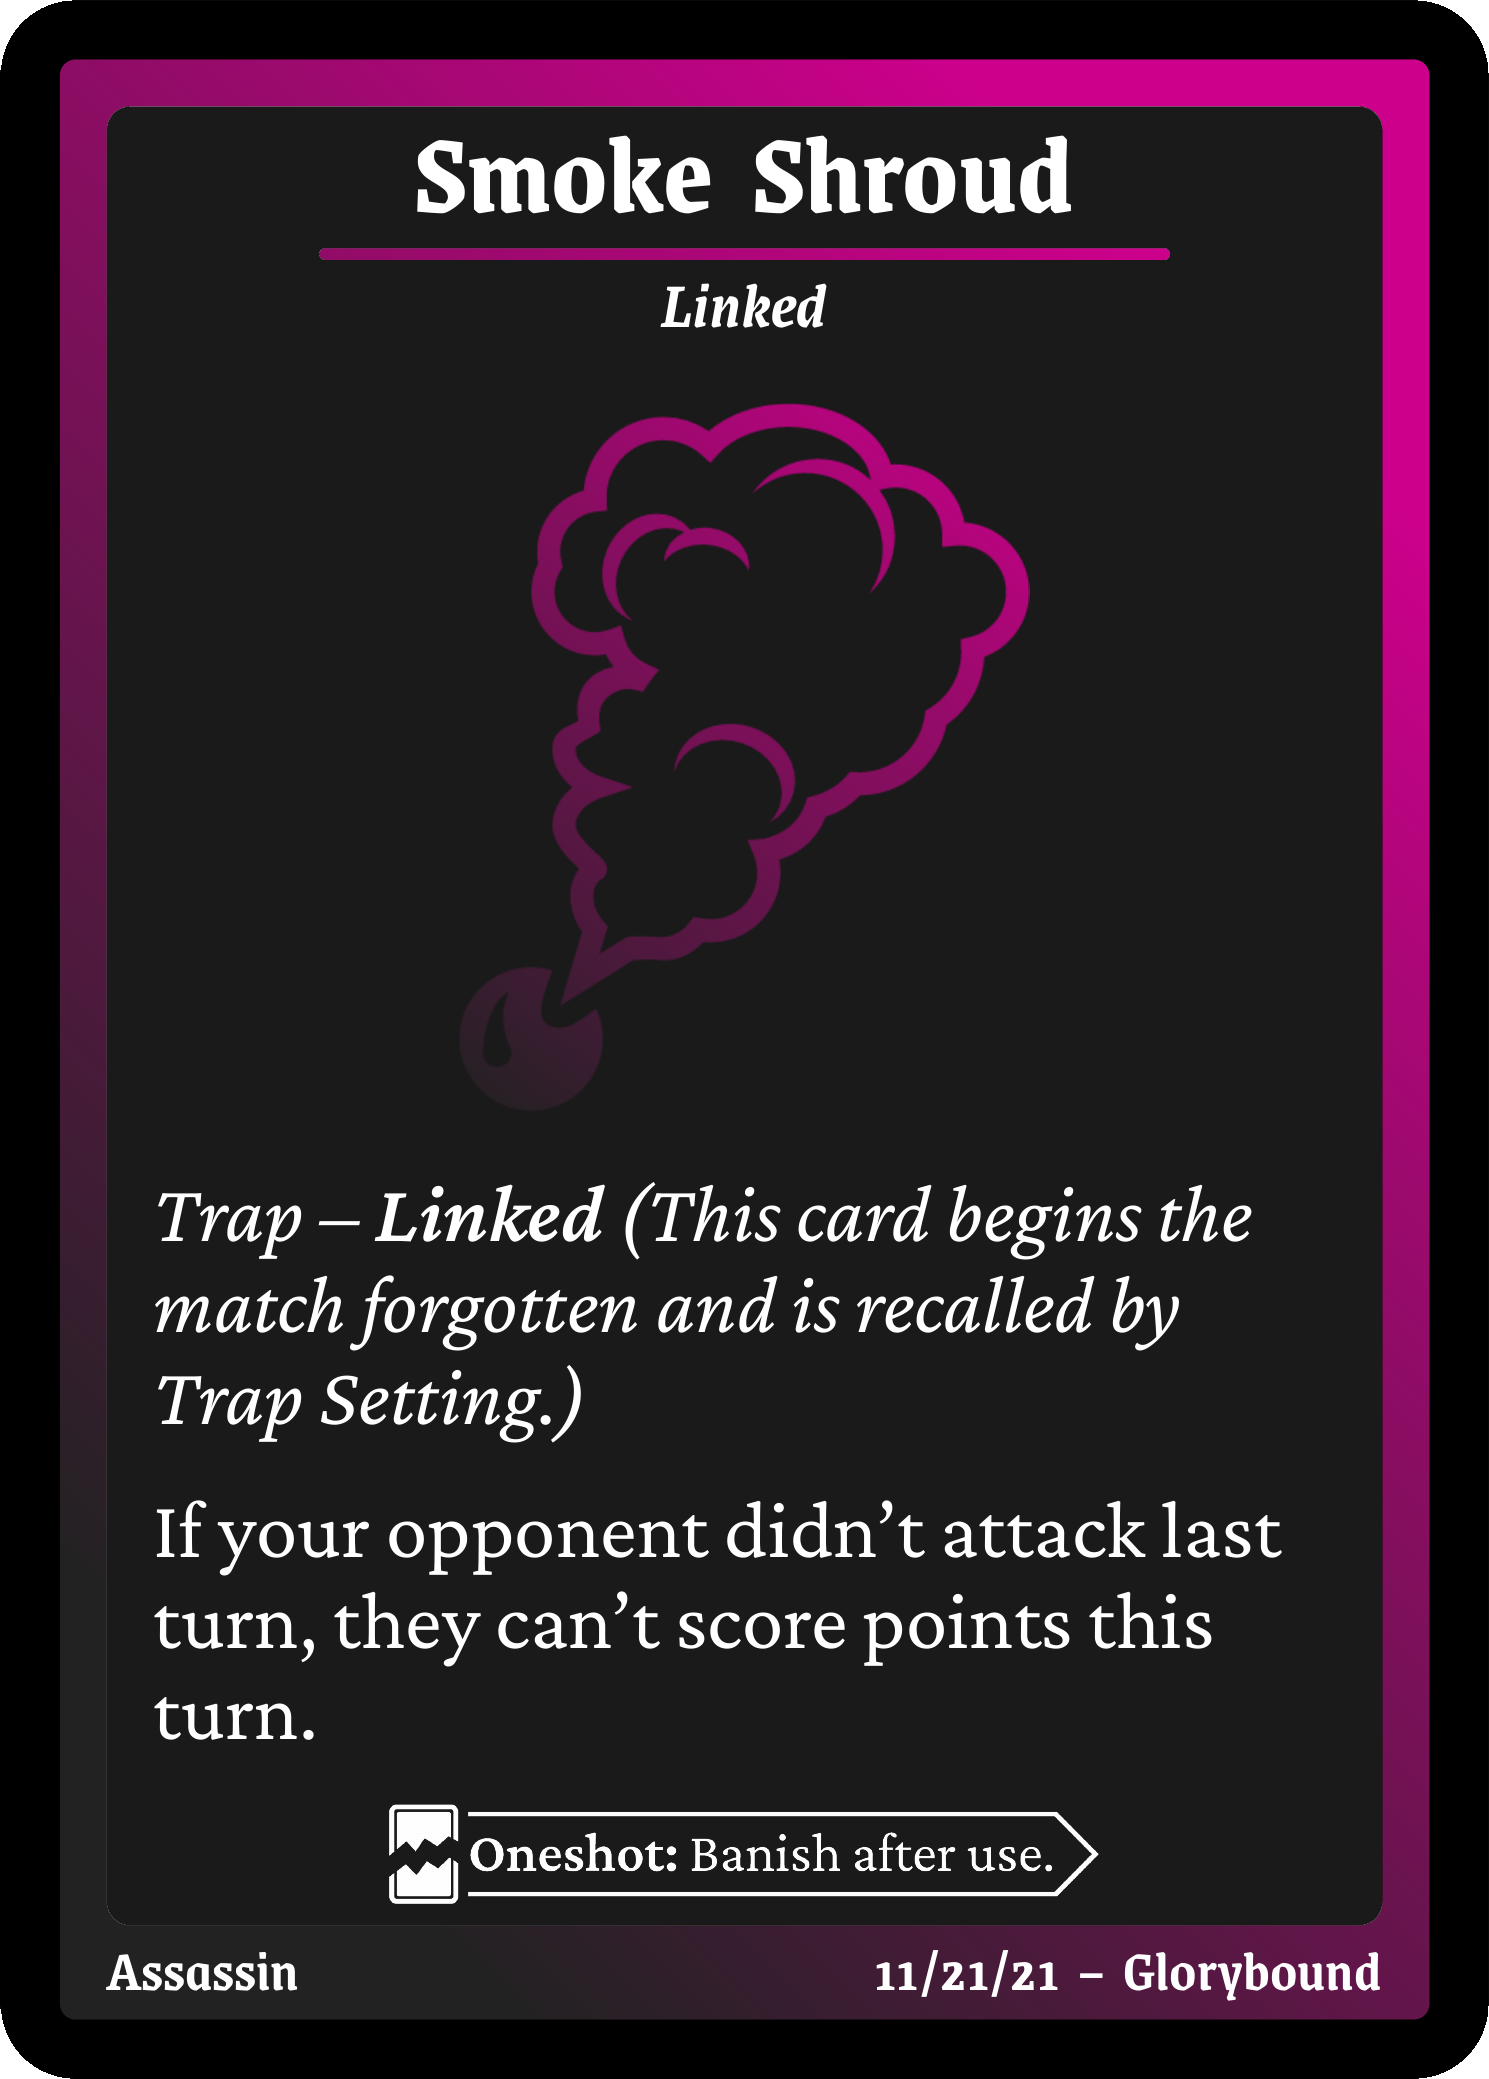 Smoke Shroud
Linked
Trap – Linked (This card begins the
match forgotten and is recalled by
Trap Setting.)
If your opponent didn’t attack last
turn, they can’t score points this
turn.
Oneshot: Banish after use.
Assassin
11/21/21 – Glorybound